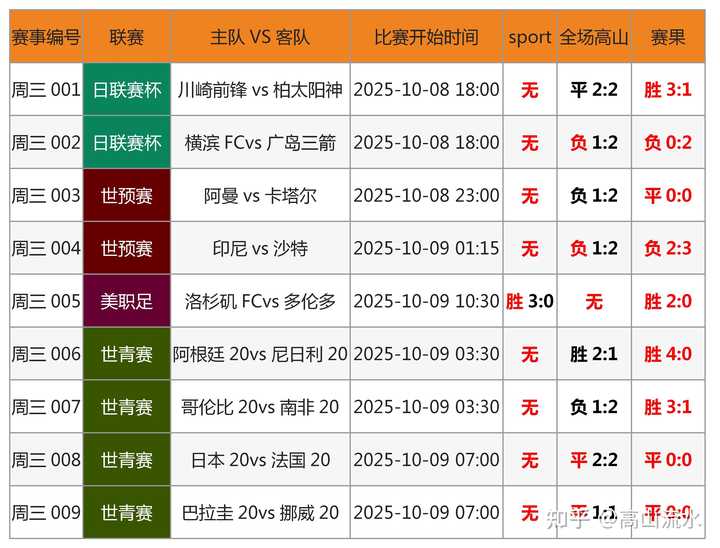 赛事编号 联赛 主队 VS 客队 比赛开始时间 sport 全场高山 赛果
周三 001 日联赛杯 川崎前锋 vs 柏太阳神 2025-10-08 18:00 无 平 2:2 胜 3:1
周三 002 日联赛杯 横滨 FCvs 广岛三箭 2025-10-08 18:00 无 负 1:2 负 0:2
周三 003 世预赛 阿曼 vs 卡塔尔 2025-10-08 23:00 无 负 1:2 平 0:0
周三 004 世预赛 印尼 vs 沙特 2025-10-09 01:15 无 负 1:2 负 2:3
周三 005 美职足 洛杉矶 FCvs 多伦多 2025-10-09 10:30 胜 3:0 无 胜 2:0
周三 006 世青赛 阿根廷 20vs 尼日利 20 2025-10-09 03:30 无 胜 2:1 胜 4:0
周三 007 世青赛 哥伦比 20vs 南非 20 2025-10-09 03:30 无 负 1:2 胜 3:1
周三 008 世青赛 日本 20vs 法国 20 2025-10-09 07:00 无 平 2:2 平 0:0
周三 009 世青赛 巴拉圭 20vs 挪威 20 2025-10-09 07:00 无 平 1:1 平 0:0
知乎 @高山流水